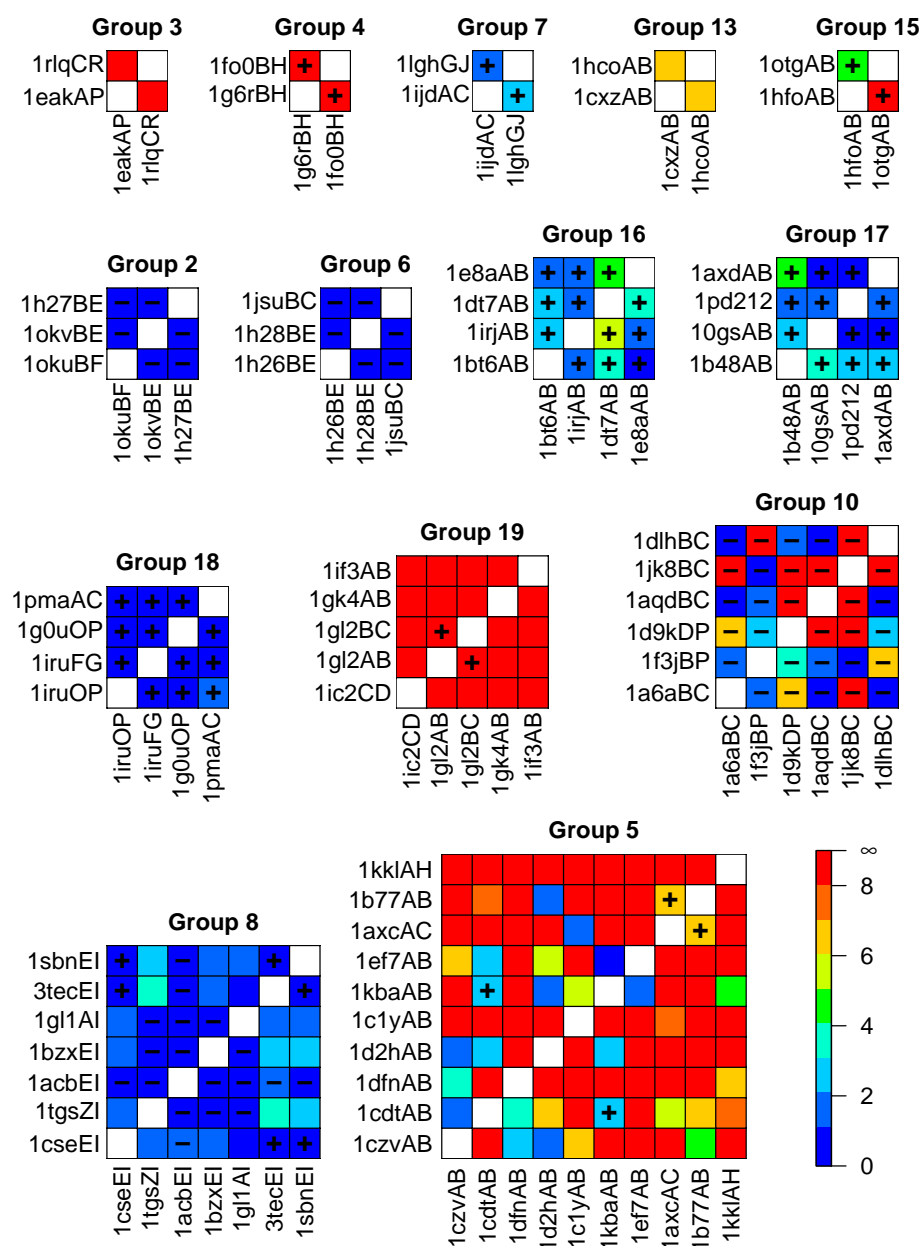 Group 3
Group 4
Group 7
Group 13
Group 15
1rlqCR
1eakAP
1eakAP
1rlqCR
1fo0BH
1g6rBH
1g6rBH
1fo0BH
1lghGJ
1ijdAC
1ijdAC
1lghGJ
1hcoAB
1cxzAB
1cxzAB
1hcoAB
1otgAB
1hfoAB
1hfoAB
1otgAB
Group 2
Group 6
Group 16
Group 17
1h27BE
1okvBE
1okuBF
1okuBF
1okvBE
1h27BE
1jsuBC
1h28BE
1h26BE
1h26BE
1h28BE
1jsuBC
1e8aAB
1dt7AB
1irjAB
1bt6AB
1bt6AB
1irjAB
1dt7AB
1e8aAB
1axdAB
1pd212
10gsAB
1b48AB
1b48AB
10gsAB
1pd212
1axdAB
Group 18
Group 19
Group 10
1pmaAC
1g0uOP
1iruFG
1iruOP
1iruOP
1iruFG
1g0uOP
1pmaAC
1if3AB
1gk4AB
1gl2BC
1gl2AB
1ic2CD
1ic2CD
1gl2AB
1gl2BC
1gk4AB
1if3AB
1dlhBC
1jk8BC
1aqdBC
1d9kDP
1f3jBP
1a6aBC
1a6aBC
1f3jBP
1d9kDP
1aqdBC
1jk8BC
1dlhBC
Group 8
Group 5
1sbnEI
3tecEI
1gl1AI
1bzxEI
1acbEI
1tgsZI
1cseEI
1cseEI
1tgsZI
1acbEI
1bzxEI
1gl1AI
3tecEI
1sbnEI
1kklAH
1b77AB
1axcAC
1ef7AB
1kbaAB
1c1yAB
1d2hAB
1dfnAB
1cdtAB
1czvAB
1czvAB
1cdtAB
1dfnAB
1d2hAB
1c1yAB
1kbaAB
1ef7AB
1axcAC
1b77AB
1kklAH
∞
8
6
4
2
0